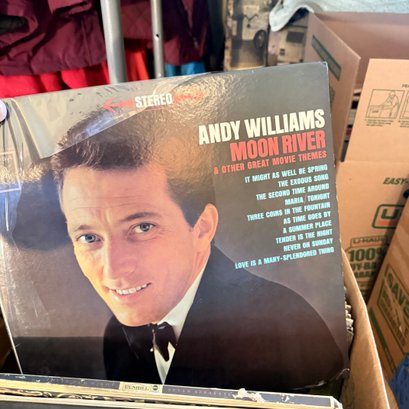 STEREO
ANDY WILLIAMS
MOON RIVER
& OTHER GREAT MOVIE THEMES
IT MIGHT AS WELL BE SPRING
THE EXODUS SONG
THE SECOND TIME AROUND
MARIA / TONIGHT
THREE COINS IN THE FOUNTAIN
AS TIME GOES BY
A SUMMER PLACE
TENDER IS THE NIGHT
NEVER ON SUNDAY
LOVE IS A MANY-SPLENDORED THING
U-HAUL
100%